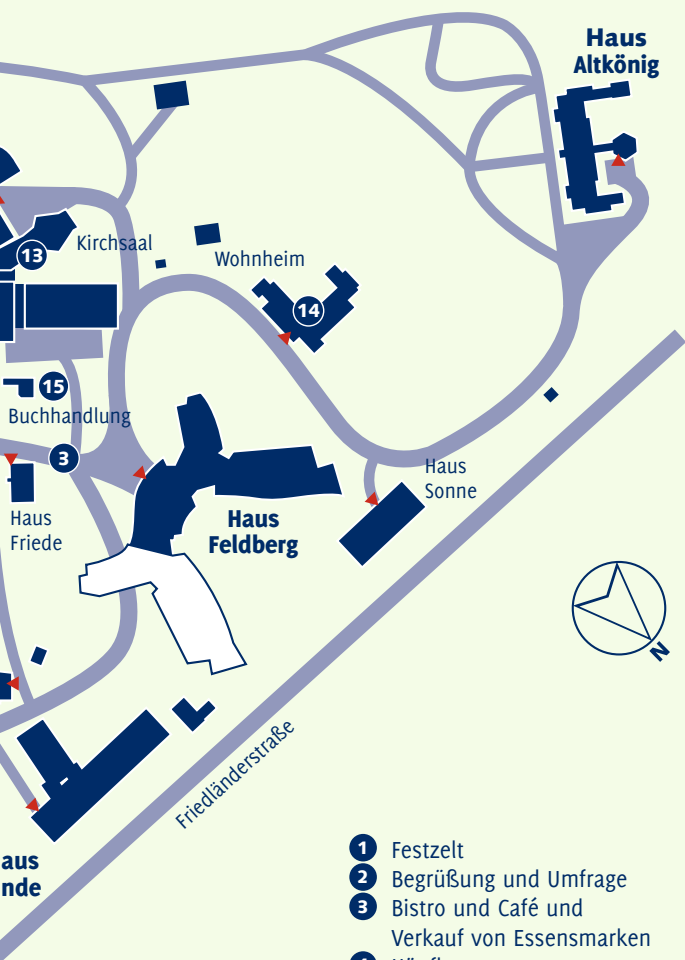 Haus
Altkönig
13
Kirchsaal
Wohnheim
14
15
Buchhandlung
3
Haus
Sonne
Haus
Friede
Haus
Feldberg
N
Friedländerstraße
aus
nde
1 Festzelt
2 Begrüßung und Umfrage
3 Bistro und Café und
Verkauf von Essensmarken